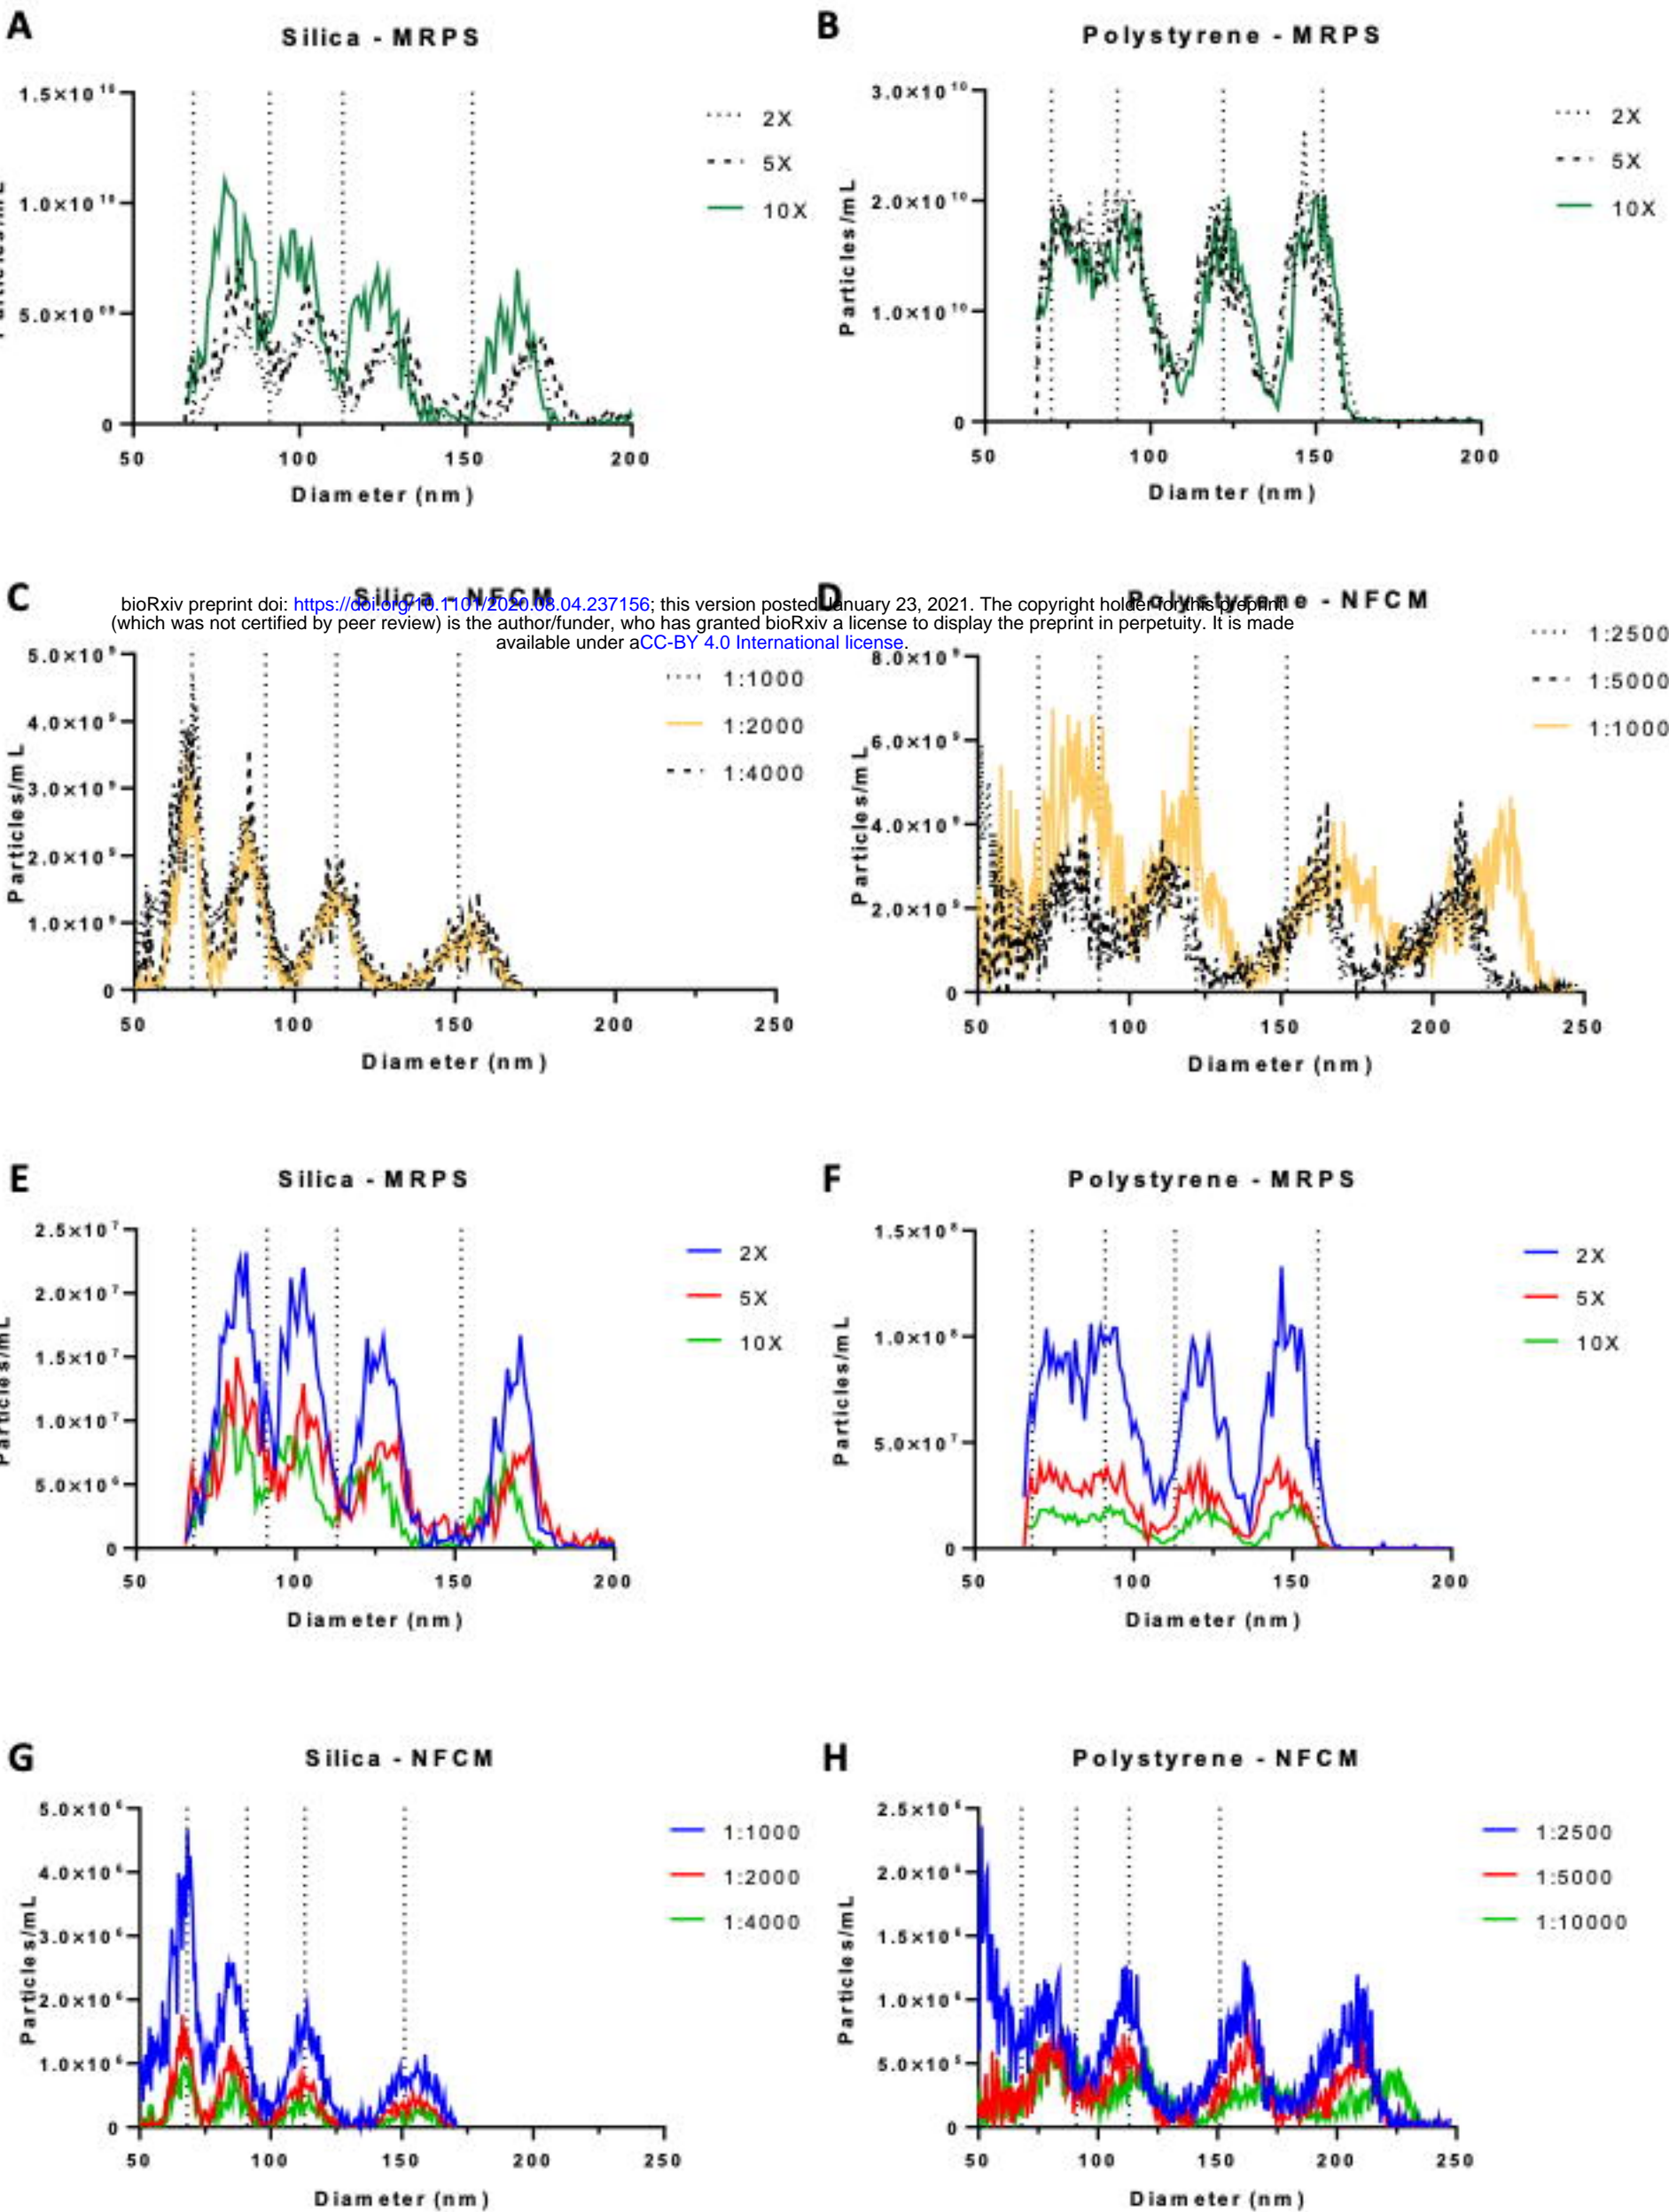 A
Silica - MRPS
1.5×10¹⁰
1.0×10¹⁰
5.0×10⁰⁹
0
50 100 150 200
Diameter (nm)
2X
5X
10X
B
Polystyrene - MRPS
Particles/mL
3.0×10¹⁰
2.0×10¹⁰
1.0×10¹⁰
0
50 100 150 200
Diamter (nm)
2X
5X
10X
bioRxiv preprint doi: https://doi.org/10.1101/2020.08.04.237156; this version posted January 23, 2021. The copyright holder for this preprint
(which was not certified by peer review) is the author/funder, who has granted bioRxiv a license to display the preprint in perpetuity. It is made
available under aCC-BY 4.0 International license.
C
Silica - NFCM
Particles/mL
5.0×10⁹
4.0×10⁹
3.0×10⁹
2.0×10⁹
1.0×10⁹
0
50 100 150 200 250
Diameter (nm)
1:1000
1:2000
1:4000
D
Polystyrene - NFCM
Particles/mL
8.0×10⁹
6.0×10⁹
4.0×10⁹
2.0×10⁹
0
50 100 150 200 250
Diameter (nm)
1:2500
1:5000
1:1000
E
Silica - MRPS
2.5×10⁷
2.0×10⁷
1.5×10⁷
1.0×10⁷
5.0×10⁶
0
50 100 150 200
Diameter (nm)
2X
5X
10X
F
Polystyrene - MRPS
Particles/mL
1.5×10⁸
1.0×10⁸
5.0×10⁷
0
50 100 150 200
Diameter (nm)
2X
5X
10X
G
Silica - NFCM
Particles/mL
5.0×10⁶
4.0×10⁶
3.0×10⁶
2.0×10⁶
1.0×10⁶
0
50 100 150 200 250
Diameter (nm)
1:1000
1:2000
1:4000
H
Polystyrene - NFCM
Particles/mL
2.5×10⁶
2.0×10⁶
1.5×10⁶
1.0×10⁶
5.0×10⁵
0
50 100 150 200 250
Diameter (nm)
1:2500
1:5000
1:10000